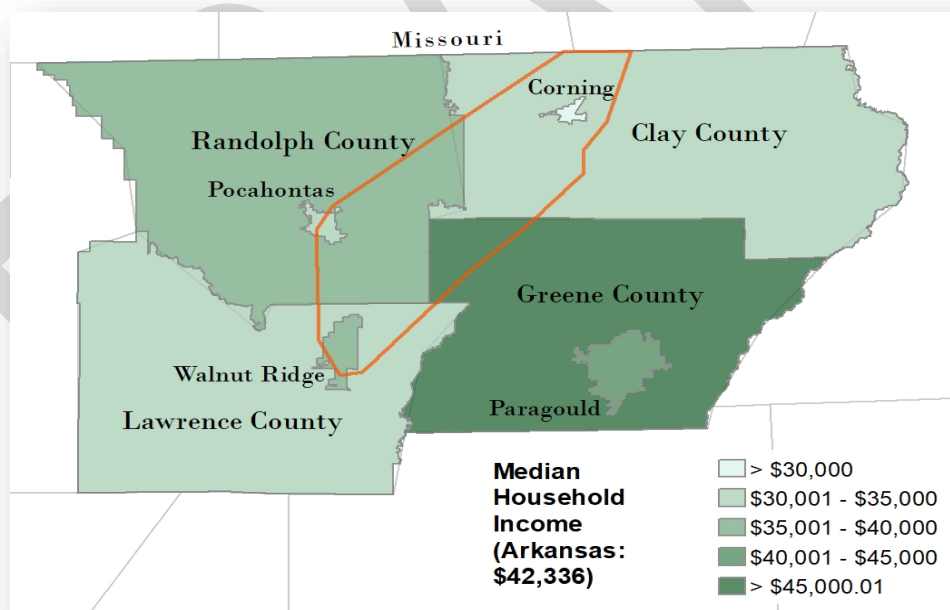 Missouri
Corning
Randolph County
Clay County
Pocahontas
Greene County
Walnut Ridge
Paragould
Lawrence County
Median
Household
Income
(Arkansas:
$42,336)
> $30,000
$30,001 - $35,000
$35,001 - $40,000
$40,001 - $45,000
> $45,000.01